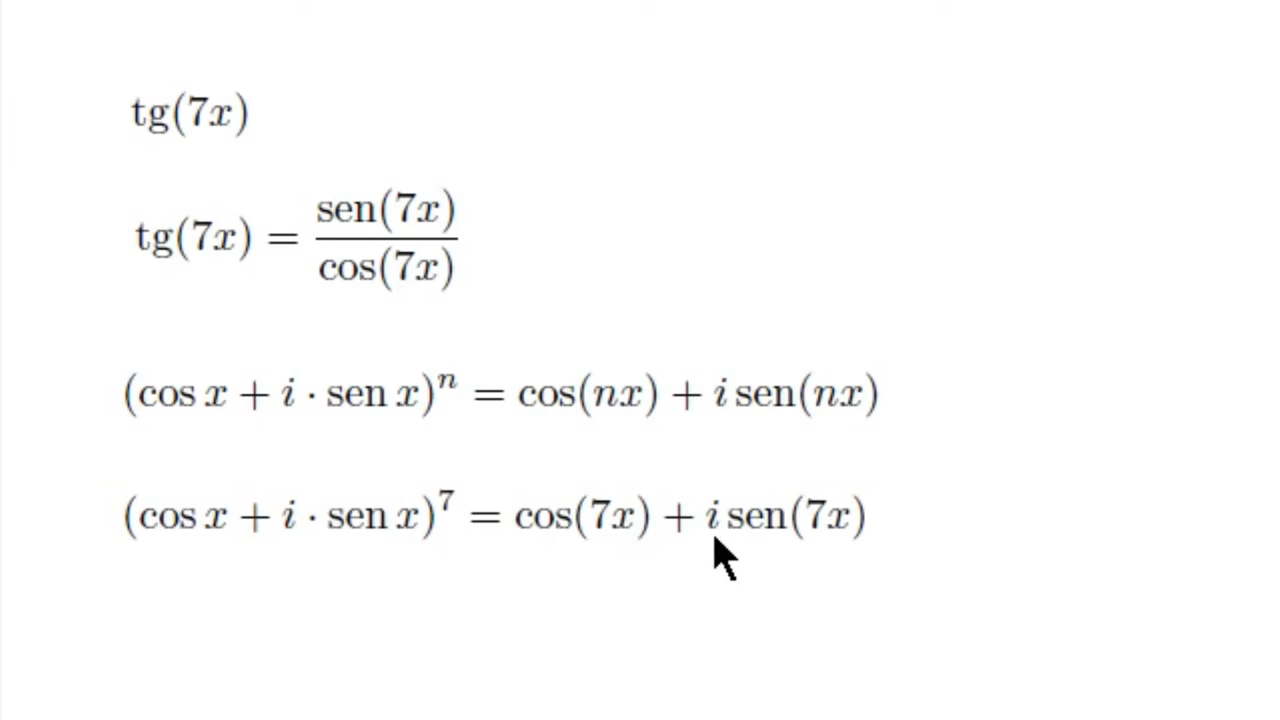 tg(7x)
tg(7x) = sen(7x)/cos(7x)
(cos x + i · sen x)^n = cos(nx) + i sen(nx)
(cos x + i · sen x)^7 = cos(7x) + i sen(7x)